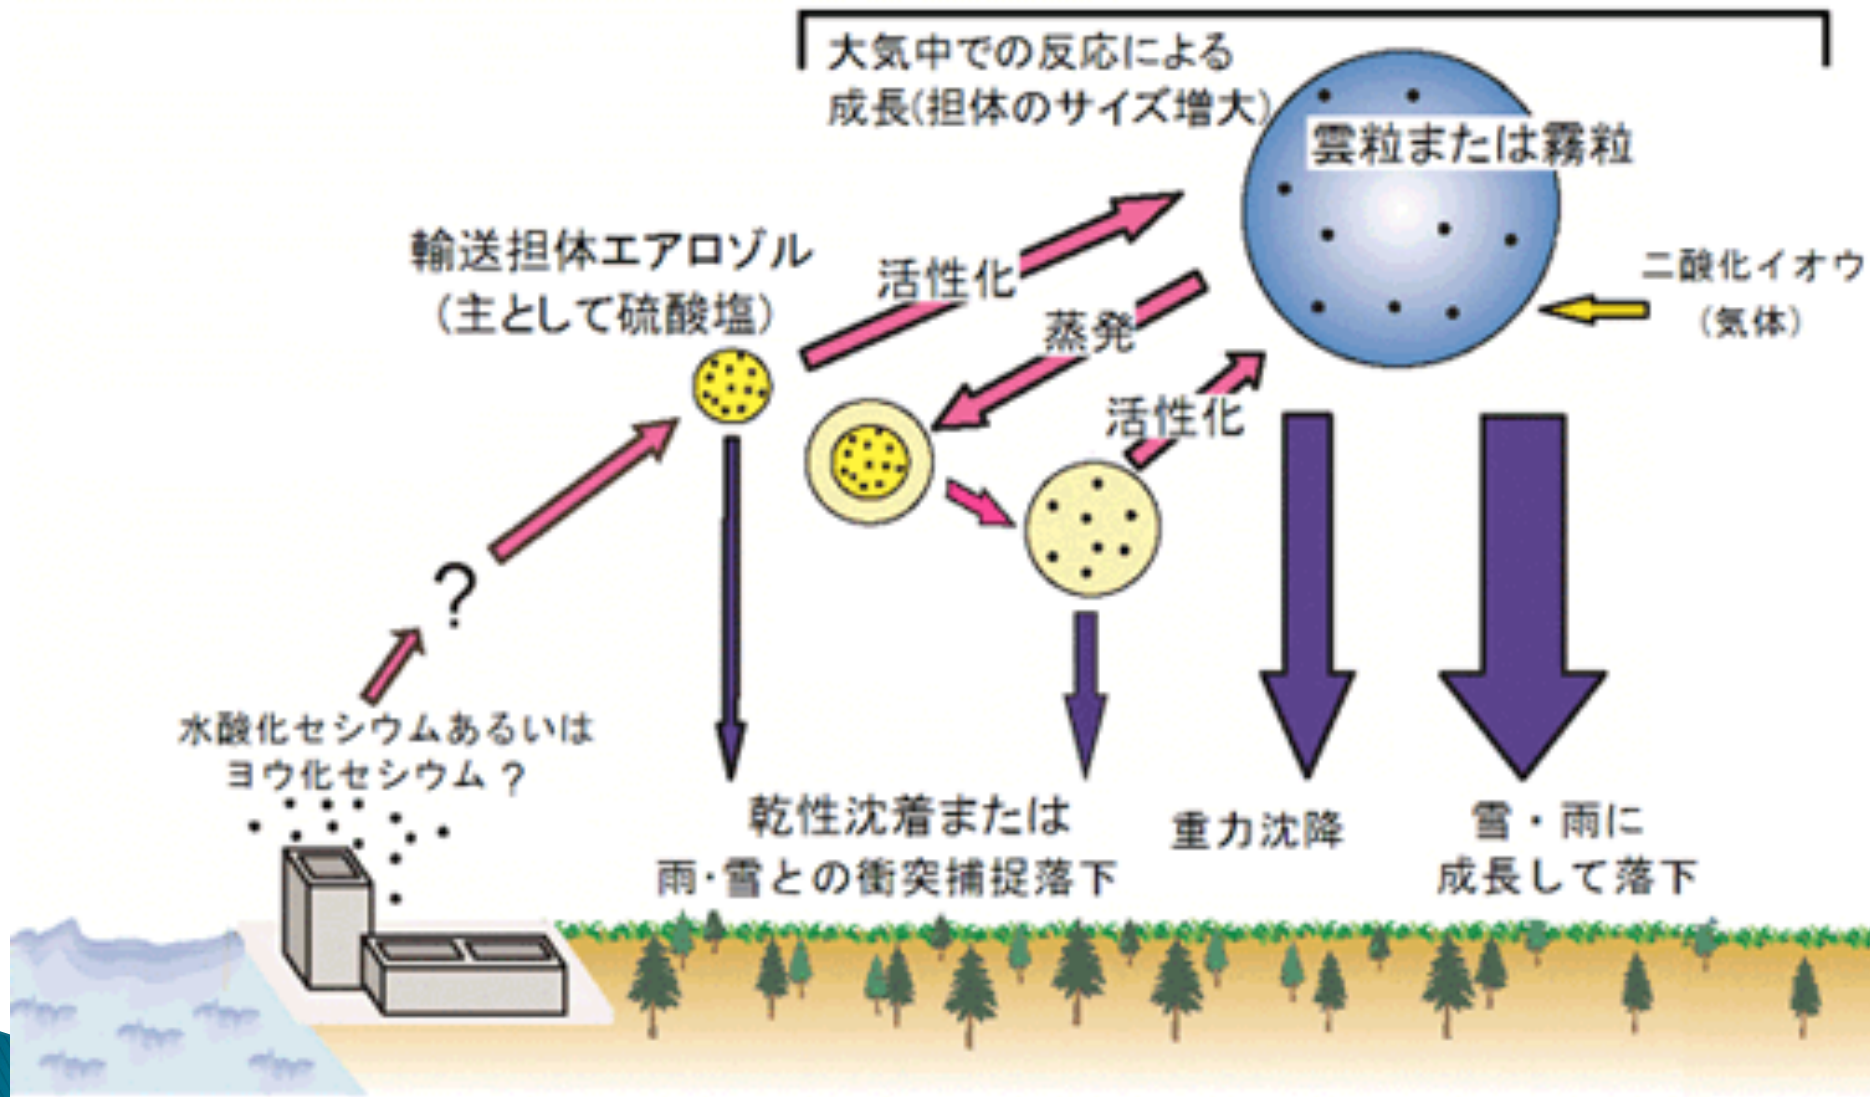 大気中での反応による
成長(担体のサイズ増大)
雲粒または霧粒
輸送担体エアロゾル
(主として硫酸塩)
活性化
蒸発
活性化
二酸化イオウ
(気体)
?
水酸化セシウムあるいは
ヨウ化セシウム?
乾性沈着または
雨・雪との衝突捕捉落下
重力沈降
雪・雨に
成長して落下